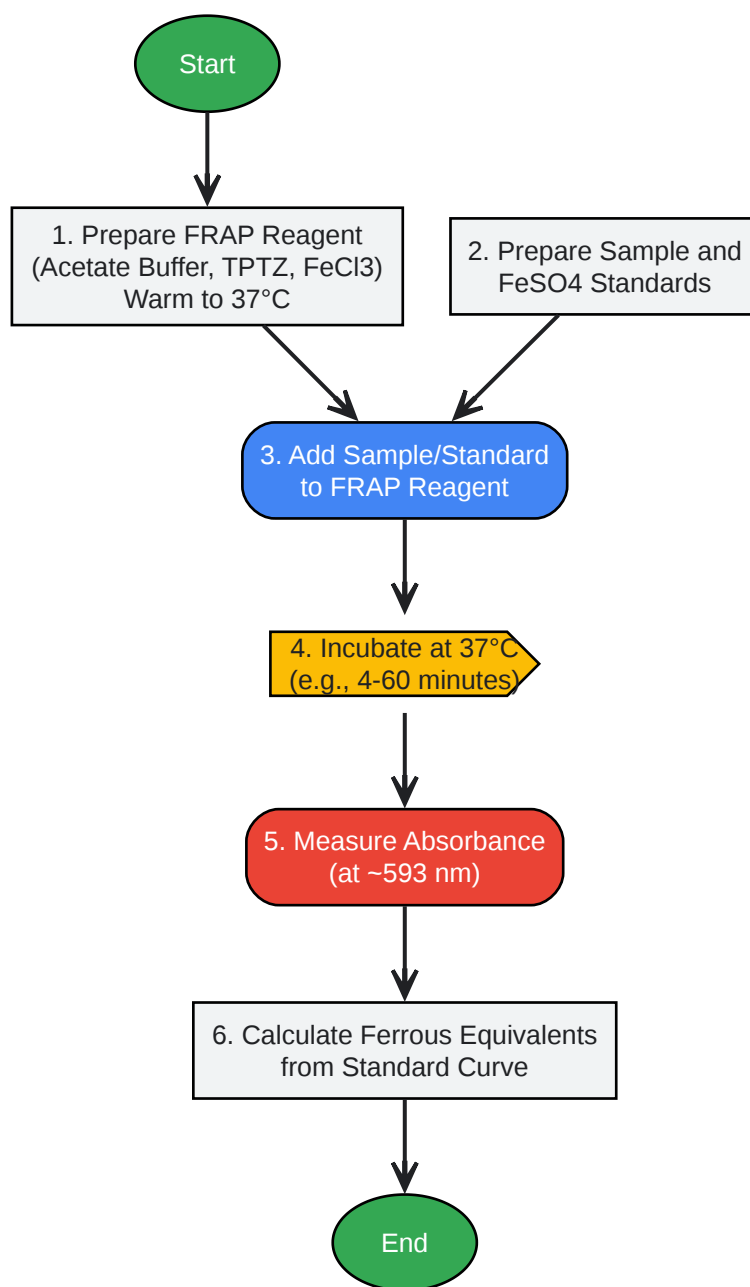 Start
1. Prepare FRAP Reagent
(Acetate Buffer, TPTZ, FeCl3)
Warm to 37°C
2. Prepare Sample and
FeSO4 Standards
3. Add Sample/Standard
to FRAP Reagent
4. Incubate at 37°C
(e.g., 4-60 minutes)
5. Measure Absorbance
(at ~593 nm)
6. Calculate Ferrous Equivalents
from Standard Curve
End